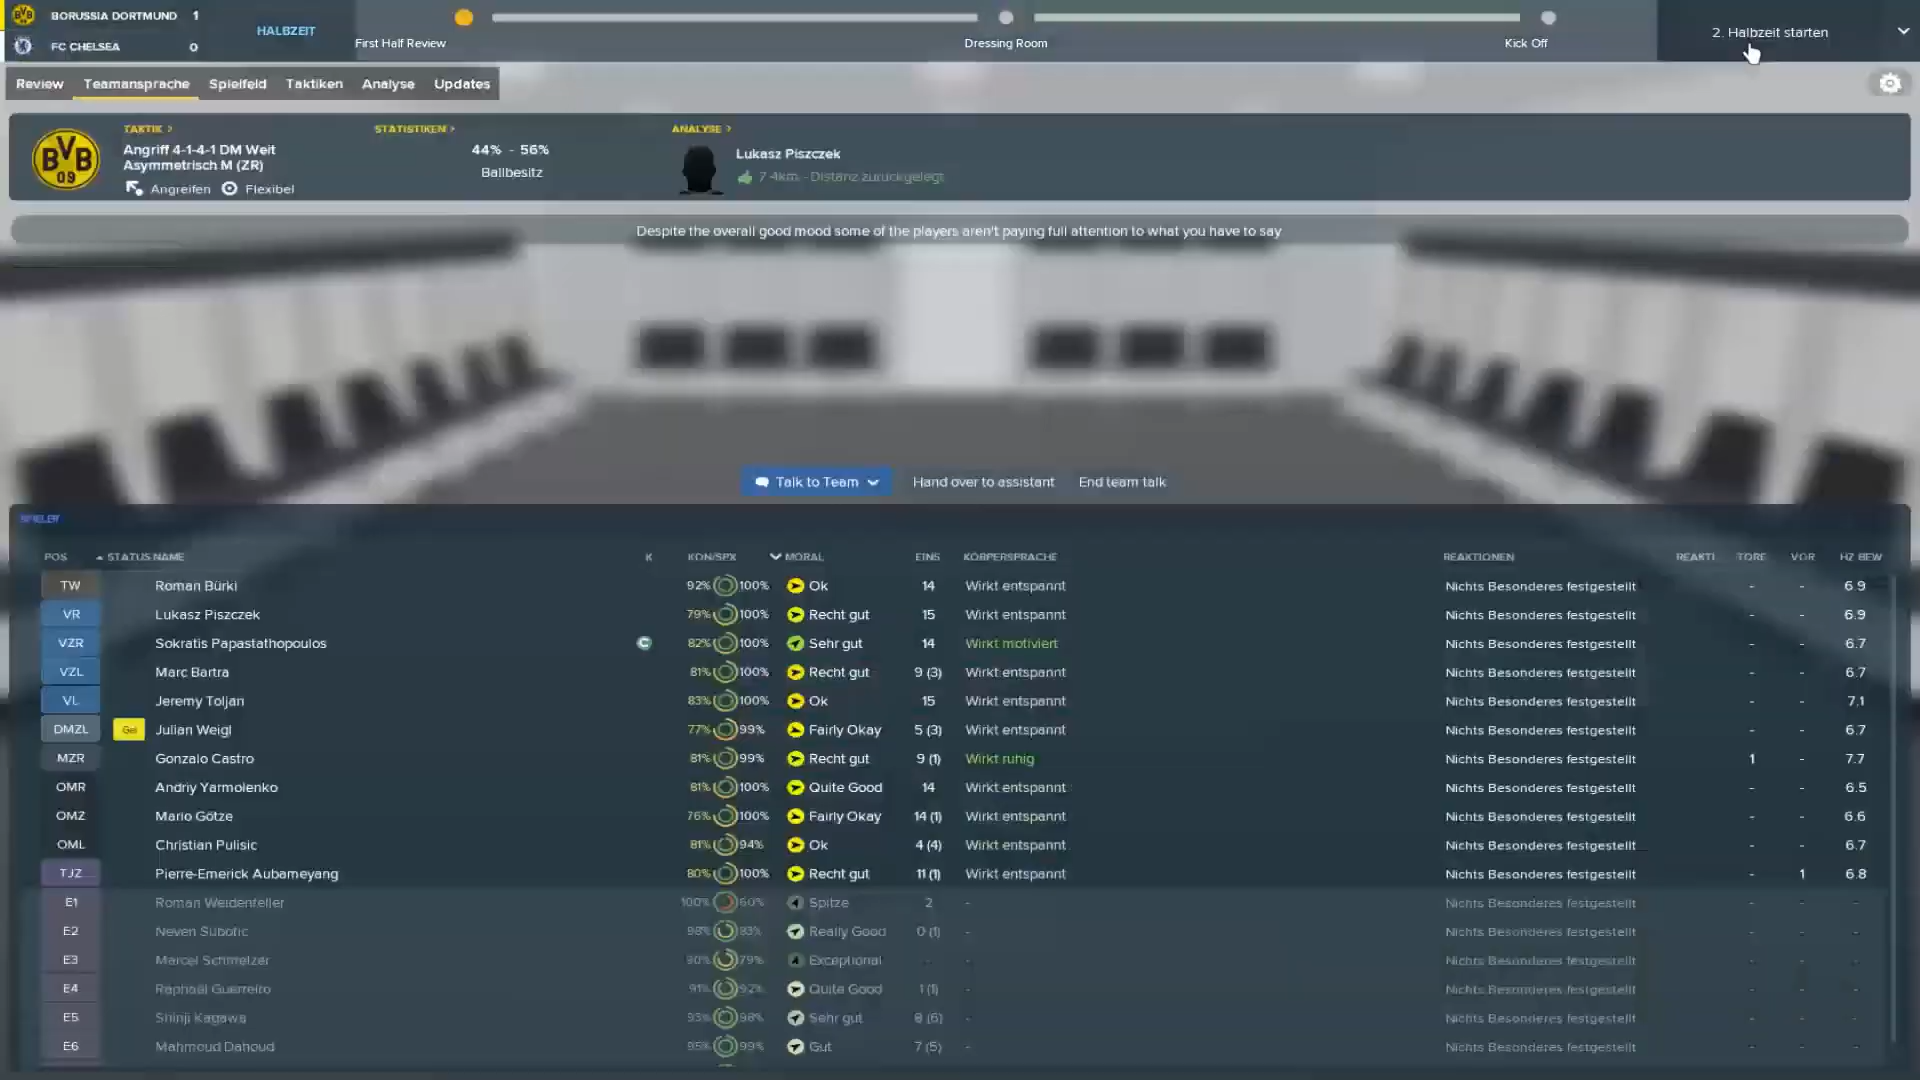 BORUSSIA DORTMUND 1
FC CHELSEA 0
HALBZEIT
First Half Review
Dressing Room
Kick Off
2. Halbzeit starten
Review Teamansprache Spielfeld Taktiken Analyse Updates
BVB 09
TAKTIK >
Angriff 4-1-4-1 DM Weit
Asymmetrisch M (ZR)
Angreifen Flexibel
STATISTIKEN >
44% - 56%
Ballbesitz
ANALYSE >
Lukasz Piszczek
7.4km. - Distanz zurückgelegt
Despite the overall good mood some of the players aren't paying full attention to what you have to say
Talk to Team Hand over to assistant End team talk
SPIELER
POS STATUS NAME K KON/SPX MORAL EINS KÖRPERSPRACHE REAKTIONEN REAKTI TORE VOR HZ BEW
TW Roman Bürki 92% 100% Ok 14 Wirkt entspannt Nichts Besonderes festgestellt - - 6.9
VR Lukasz Piszczek 79% 100% Recht gut 15 Wirkt entspannt Nichts Besonderes festgestellt - - 6.9
VZR Sokratis Papastathopoulos C 82% 100% Sehr gut 14 Wirkt motiviert Nichts Besonderes festgestellt - - 6.7
VZL Marc Bartra 81% 100% Recht gut 9 (3) Wirkt entspannt Nichts Besonderes festgestellt - - 6.7
VL Jeremy Toljan 83% 100% Ok 15 Wirkt entspannt Nichts Besonderes festgestellt - - 7.1
DMZL Gel Julian Weigl 77% 99% Fairly Okay 5 (3) Wirkt entspannt Nichts Besonderes festgestellt - - 6.7
MZR Gonzalo Castro 81% 99% Recht gut 9 (1) Wirkt ruhig Nichts Besonderes festgestellt 1 - 7.7
OMR Andriy Yarmolenko 81% 100% Quite Good 14 Wirkt entspannt Nichts Besonderes festgestellt - - 6.5
OMZ Mario Götze 76% 100% Fairly Okay 14 (1) Wirkt entspannt Nichts Besonderes festgestellt - - 6.6
OML Christian Pulisic 81% 94% Ok 4 (4) Wirkt entspannt Nichts Besonderes festgestellt - - 6.7
TJZ Pierre-Emerick Aubameyang 80% 100% Recht gut 11 (1) Wirkt entspannt Nichts Besonderes festgestellt - 1 6.8
E1 Roman Weidenfeller 100% 60% Spitze 2 - Nichts Besonderes festgestellt - - -
E2 Neven Subotic 98% 83% Really Good 0 (1) - Nichts Besonderes festgestellt - - -
E3 Marcel Schmelzer 90% 79% Exceptional - - Nichts Besonderes festgestellt - - -
E4 Raphaël Guerreiro 91% 92% Quite Good 1 (1) - Nichts Besonderes festgestellt - - -
E5 Shinji Kagawa 93% 98% Sehr gut 8 (6) - Nichts Besonderes festgestellt - - -
E6 Mahmoud Dahoud 95% 99% Gut 7 (5) - Nichts Besonderes festgestellt - - -